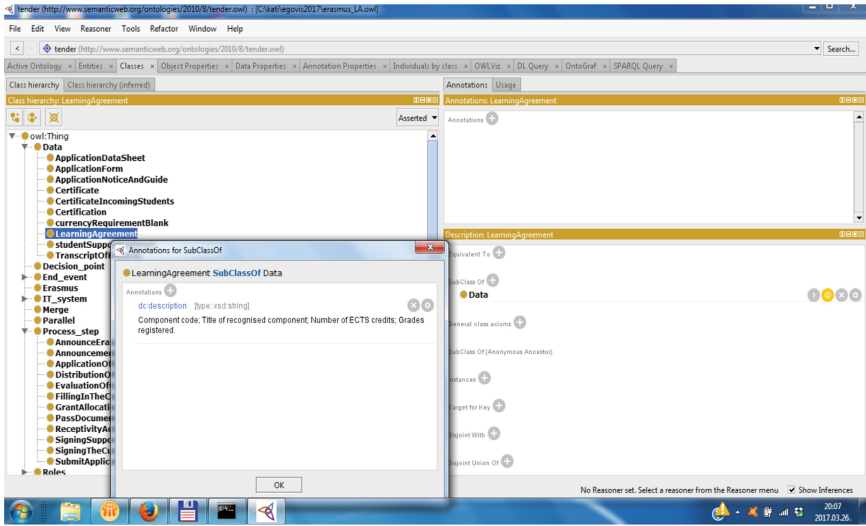 tender (http://www.semanticweb.org/ontologies/2010/8/tender.owl) : [C:\kati\egovis2017\erasmus_LA.owl]
File Edit View Reasoner Tools Refactor Window Help
tender (http://www.semanticweb.org/ontologies/2010/8/tender.owl) Search...
Active Ontology × Entities × Classes × Object Properties × Data Properties × Annotation Properties × Individuals by class × OWLViz × DL Query × OntoGraf × SPARQL Query ×
Class hierarchy Class hierarchy (inferred)
Class hierarchy: LearningAgreement
Asserted
owl:Thing
Data
ApplicationDataSheet
ApplicationForm
ApplicationNoticeAndGuide
Certificate
CertificateIncomingStudents
Certification
currencyRequirementBlank
LearningAgreement
studentSuppo
TranscriptOf
Decision_point
End_event
Erasmus
IT_system
Merge
Parallel
Process_step
AnnounceEra
Announcemen
ApplicationOf
DistributionO
EvaluationOf
FillingInTheC
GrantAllocati
PassDocumen
ReceptivityAc
SigningSuppo
SigningTheCu
SubmitApplic
Roles
Annotations Usage
Annotations: LearningAgreement
Annotations
Description: LearningAgreement
Equivalent To
SubClass Of
Data
General class axioms
SubClass Of (Anonymous Ancestor)
Instances
Target for Key
Disjoint With
Disjoint Union Of
Annotations for SubClassOf
LearningAgreement SubClassOf Data
Annotations
dc:description [type: xsd:string]
Component code; Title of recognised component; Number of ECTS credits; Grades
registered.
OK
No Reasoner set. Select a reasoner from the Reasoner menu Show Inferences
20:07
2017.03.26.